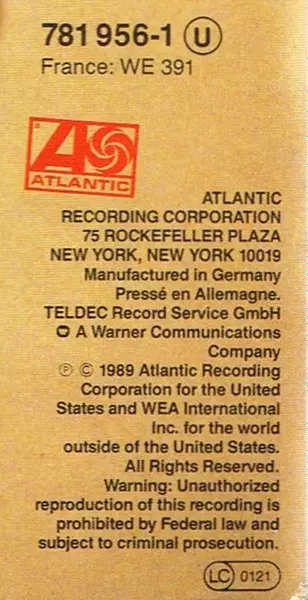 781 956-1 U
France: WE 391
ATLANTIC
ATLANTIC
RECORDING CORPORATION
75 ROCKEFELLER PLAZA
NEW YORK, NEW YORK 10019
Manufactured in Germany
Pressé en Allemagne.
TELDEC Record Service GmbH
A Warner Communications
Company
℗ © 1989 Atlantic Recording
Corporation for the United
States and WEA International
Inc. for the world
outside of the United States.
All Rights Reserved.
Warning: Unauthorized
reproduction of this recording is
prohibited by Federal law and
subject to criminal prosecution.
LC 0121